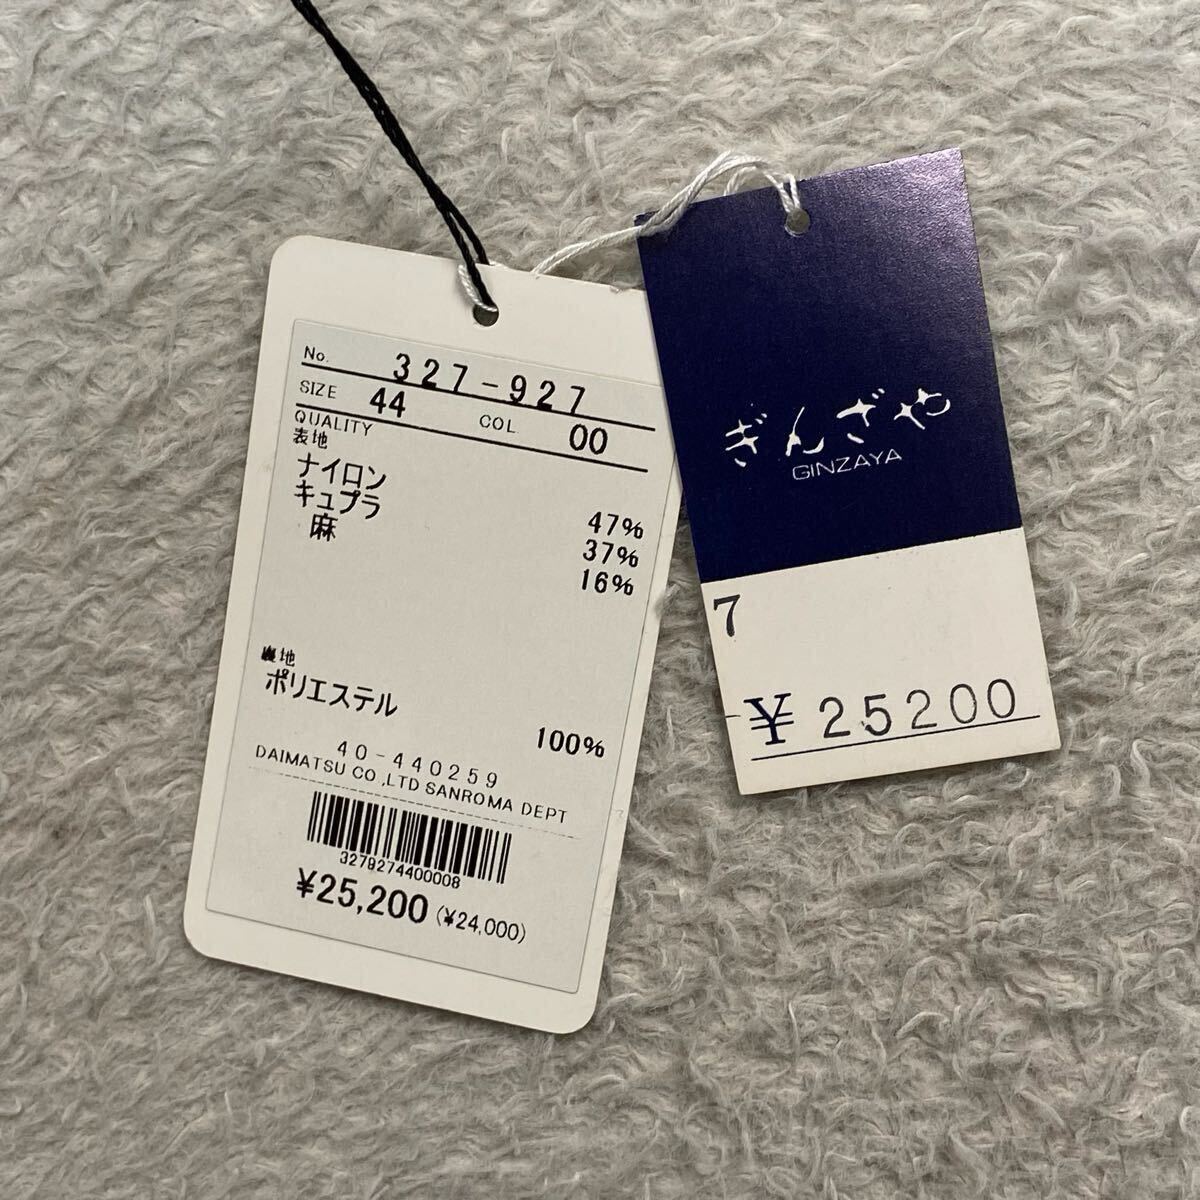 No. 327-927
SIZE 44 COL 00
QUALITY
表地
ナイロン 47%
キュプラ 37%
麻 16%
裏地
ポリエステル 100%
40-440259
DAIMATSU CO.,LTD SANROMA DEPT
3279274400008
¥25,200 (¥24,000)
ぎんざや
GINZAYA
7
¥ 25200